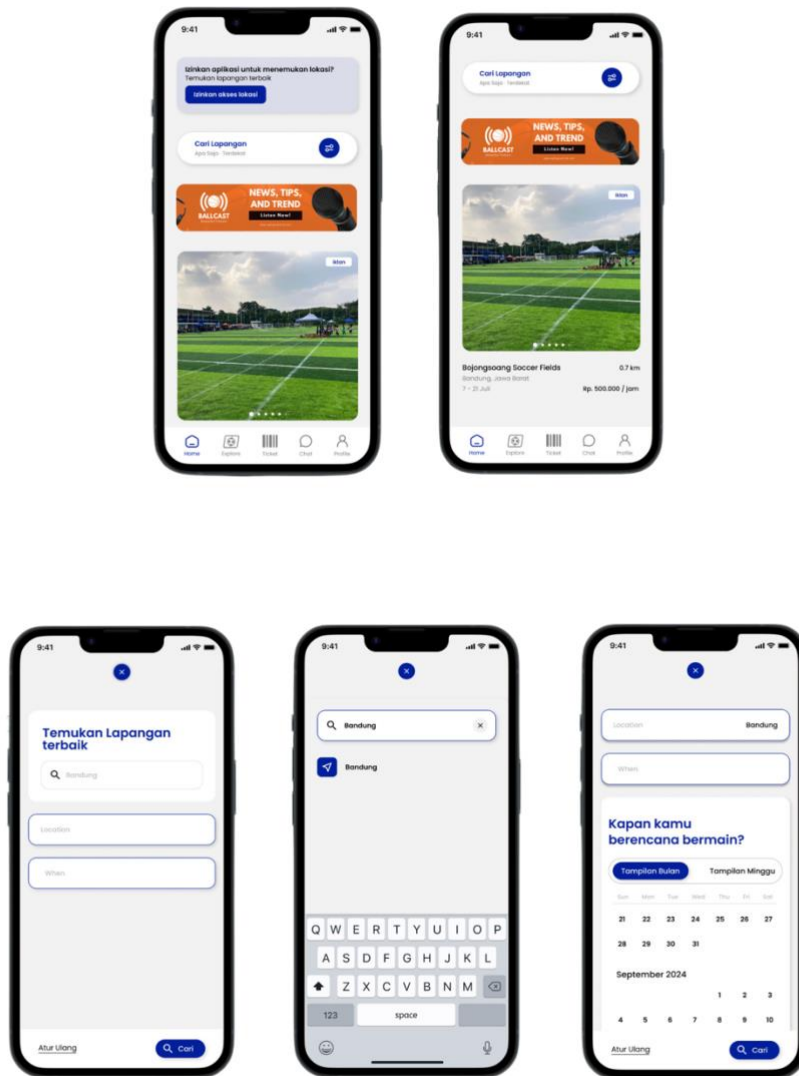 9:41
Izinkan aplikasi untuk menemukan lokasi?
Temukan lapangan terbaik
Izinkan akses lokasi
Cari Lapangan
Apa Saja · Terdekat
BALLCAST
NEWS, TIPS,
AND TREND
Listen Now!
Iklan
Home
Explore
Ticket
Chat
Profile
9:41
Cari Lapangan
Apa Saja · Terdekat
BALLCAST
NEWS, TIPS,
AND TREND
Listen Now!
Iklan
Bojongsoang Soccer Fields 0.7 km
Bandung, Jawa Barat
7 - 21 Juli Rp. 500.000 / jam
Home
Explore
Ticket
Chat
Profile
9:41
Temukan Lapangan
terbaik
Bandung
Location
When
Atur Ulang
Cari
9:41
Bandung
Bandung
Q W E R T Y U I O P
A S D F G H J K L
Z X C V B N M
123 space
9:41
Location Bandung
When
Kapan kamu
berencana bermain?
Tampilan Bulan Tampilan Minggu
Sun Mon Tue Wed Thu Fri Sat
21 22 23 24 25 26 27
28 29 30 31
September 2024
1 2 3
4 5 6 7 8 9 10
Atur Ulang
Cari